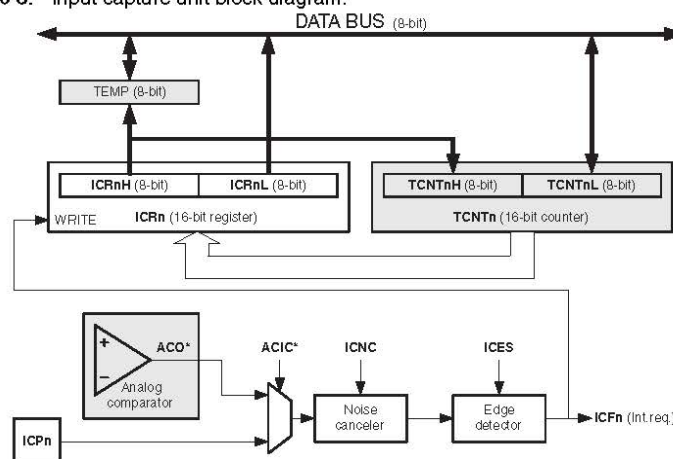 Input capture unit block diagram.
DATA BUS (8-bit)
TEMP (8-bit)
ICRnH (8-bit) ICRnL (8-bit)
WRITE ICRn (16-bit register)
TCNTnH (8-bit) TCNTnL (8-bit)
TCNTn (16-bit counter)
+
-
ACO*
Analog
comparator
ACIC*
ICNC
ICES
Noise
canceler
Edge
detector
ICFn (Int.req.)
ICPn